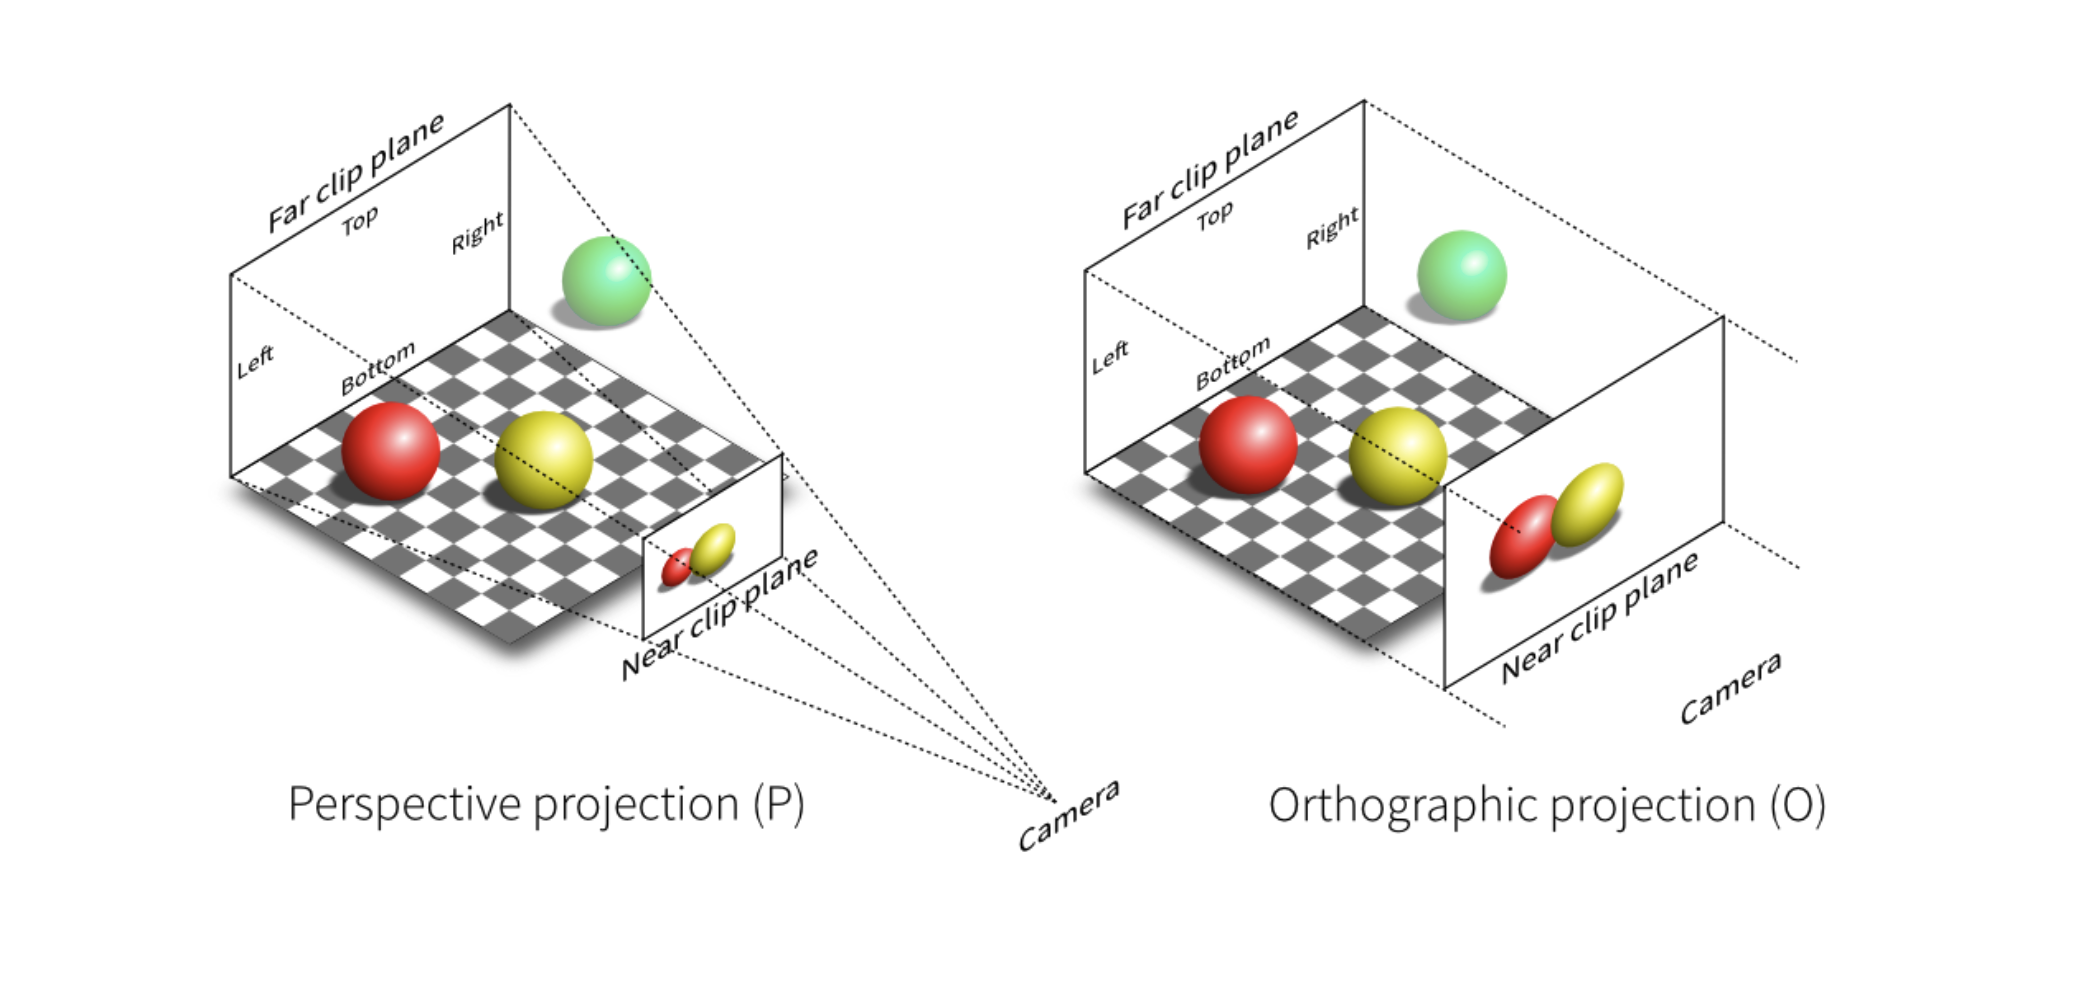 Far clip plane
Top
Right
Left
Bottom
Near clip plane
Camera
Perspective projection (P)
Far clip plane
Top
Right
Left
Bottom
Near clip plane
Camera
Orthographic projection (O)